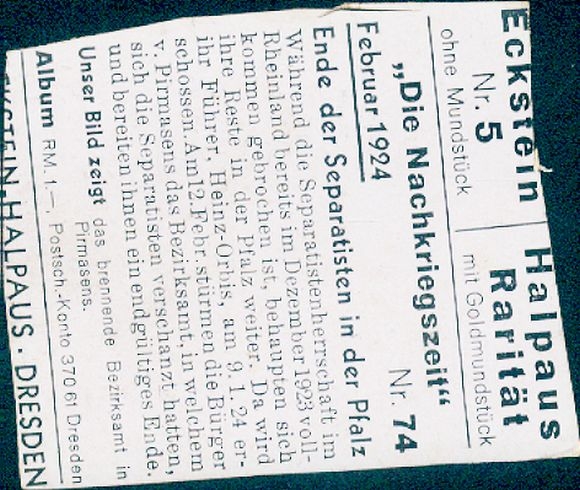 Eckstein Halpaus
Nr. 5 Rarität
ohne Mundstück mit Goldmundstück
„Die Nachkriegszeit“
Februar 1924 Nr. 74
Ende der Separatisten in der Pfalz
Während die Separatistenherrschaft im
Rheinland bereits im Dezember 1923 voll-
kommen gebrochen ist, behaupten sich
ihre Reste in der Pfalz weiter. Da wird
ihr Führer, Heinz-Orbis, am 9. 1. 24 er-
schossen. Am 12. Febr. stürmen die Bürger
v. Pirmasens das Bezirksamt, in welchem
sich die Separatisten verschanzt hatten,
und bereiten ihnen ein endgültiges Ende.
Unser Bild zeigt das brennende Bezirksamt in
Pirmasens.
Album RM. 1.–, Postsch.-Konto 370 61 Dresden
ECKSTEIN-HALPAUS · DRESDEN